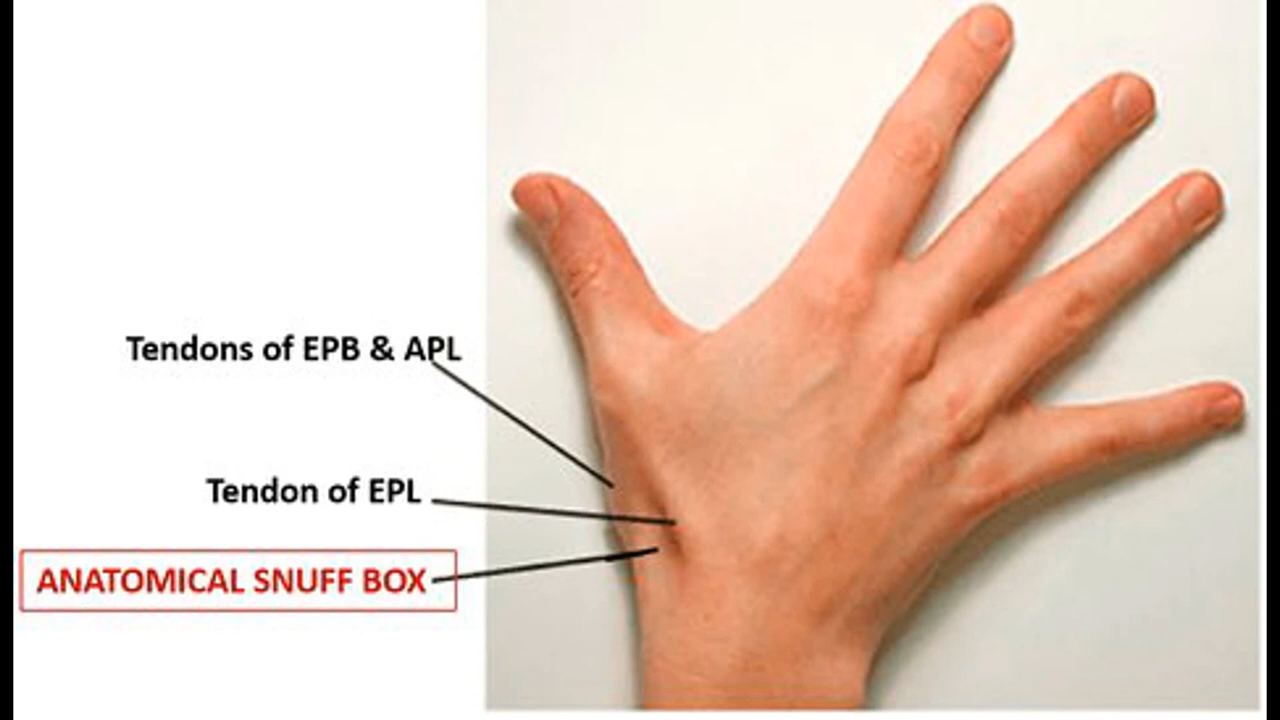 Tendons of EPB & APL
Tendon of EPL
ANATOMICAL SNUFF BOX